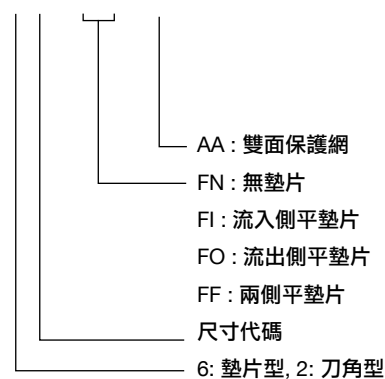 AA : 雙面保護網
FN : 無墊片
FI : 流入側平墊片
FO : 流出側平墊片
FF : 兩側平墊片
尺寸代碼
6: 墊片型, 2: 刀角型